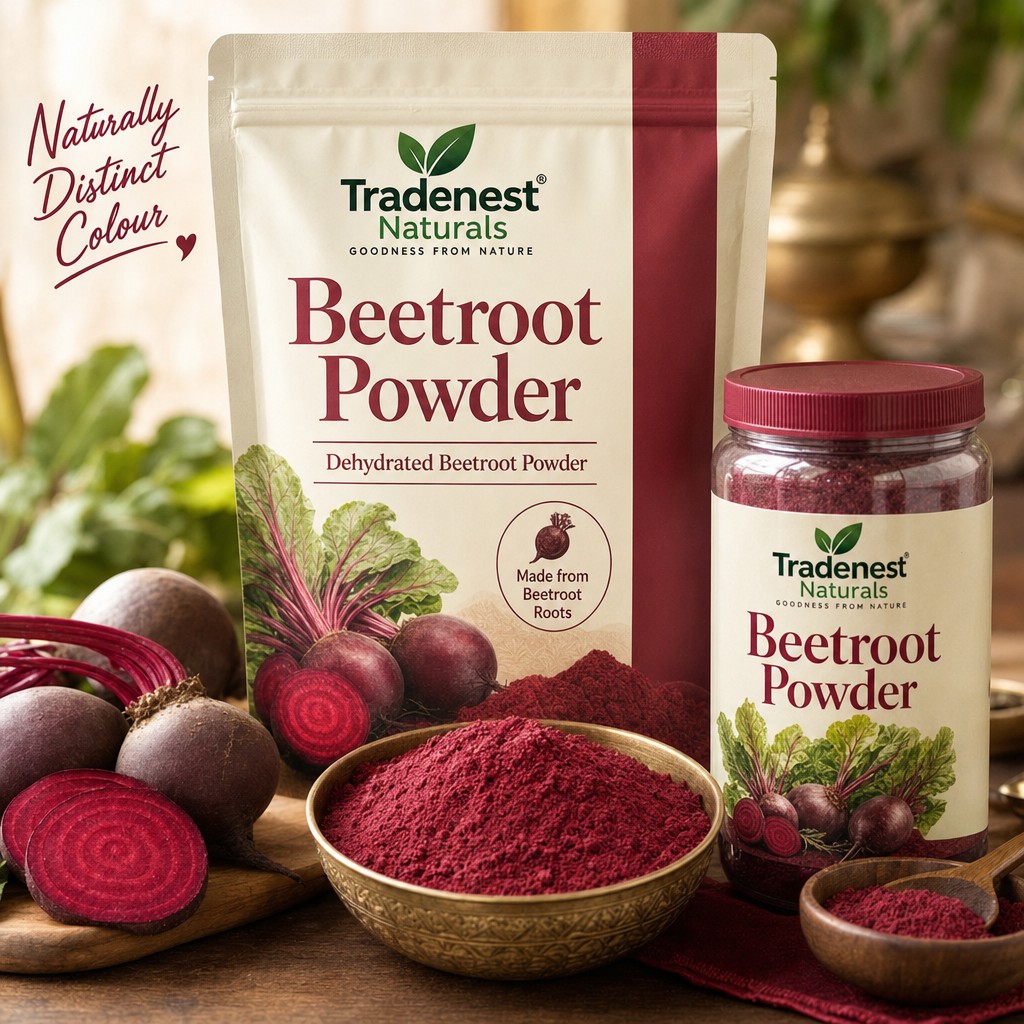 Naturally
Distinct
Colour
Tradenest®
Naturals
GOODNESS FROM NATURE
Beetroot
Powder
Dehydrated Beetroot Powder
Made from
Beetroot
Roots
Tradenest®
Naturals
GOODNESS FROM NATURE
Beetroot
Powder